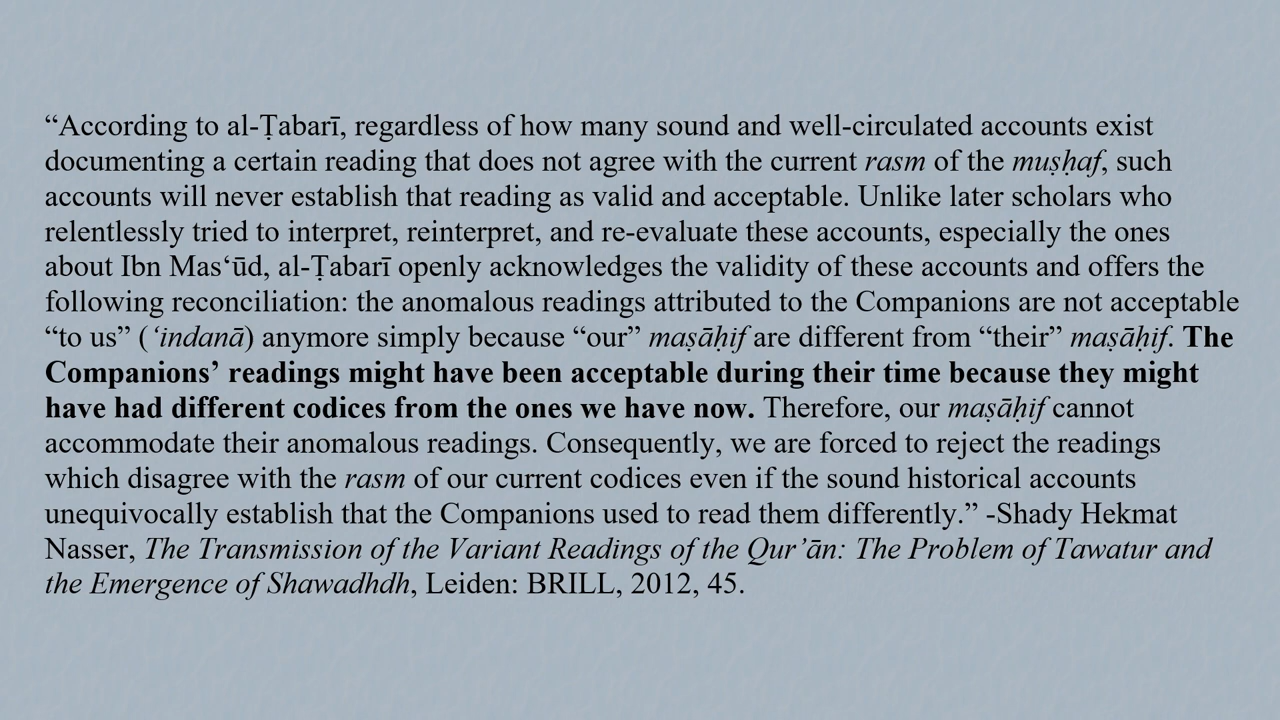 “According to al-Ṭabarī, regardless of how many sound and well-circulated accounts exist
documenting a certain reading that does not agree with the current rasm of the muṣḥaf, such
accounts will never establish that reading as valid and acceptable. Unlike later scholars who
relentlessly tried to interpret, reinterpret, and re-evaluate these accounts, especially the ones
about Ibn Mas‘ūd, al-Ṭabarī openly acknowledges the validity of these accounts and offers the
following reconciliation: the anomalous readings attributed to the Companions are not acceptable
“to us” (‘indanā) anymore simply because “our” maṣāḥif are different from “their” maṣāḥif. The
Companions’ readings might have been acceptable during their time because they might
have had different codices from the ones we have now. Therefore, our maṣāḥif cannot
accommodate their anomalous readings. Consequently, we are forced to reject the readings
which disagree with the rasm of our current codices even if the sound historical accounts
unequivocally establish that the Companions used to read them differently.” -Shady Hekmat
Nasser, The Transmission of the Variant Readings of the Qur’ān: The Problem of Tawatur and
the Emergence of Shawadhdh, Leiden: BRILL, 2012, 45.